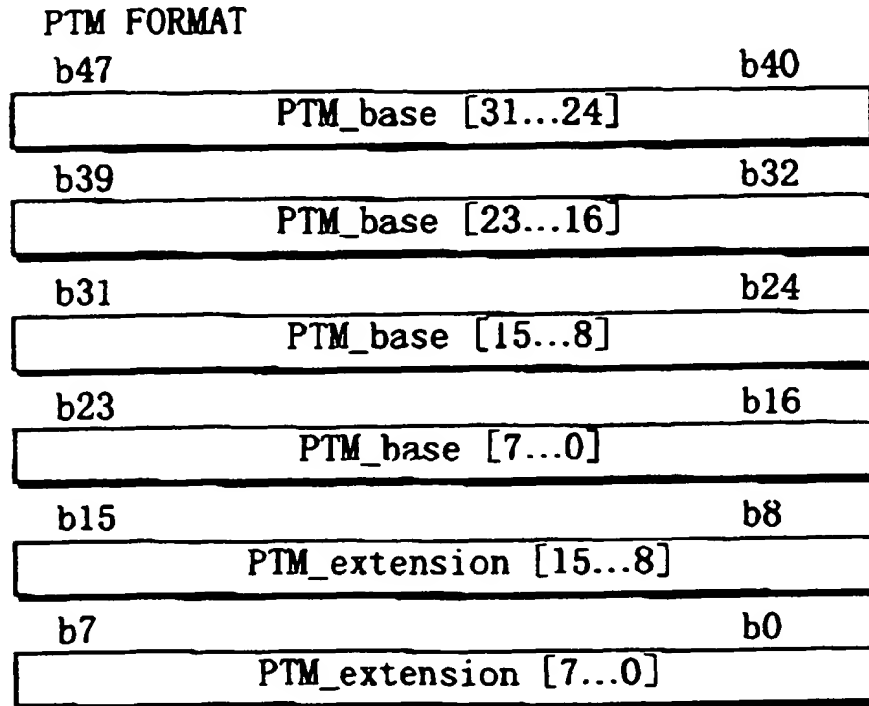 PTM FORMAT
b47 b40
PTM_base [31...24]
b39 b32
PTM_base [23...16]
b31 b24
PTM_base [15...8]
b23 b16
PTM_base [7...0]
b15 b8
PTM_extension [15...8]
b7 b0
PTM_extension [7...0]